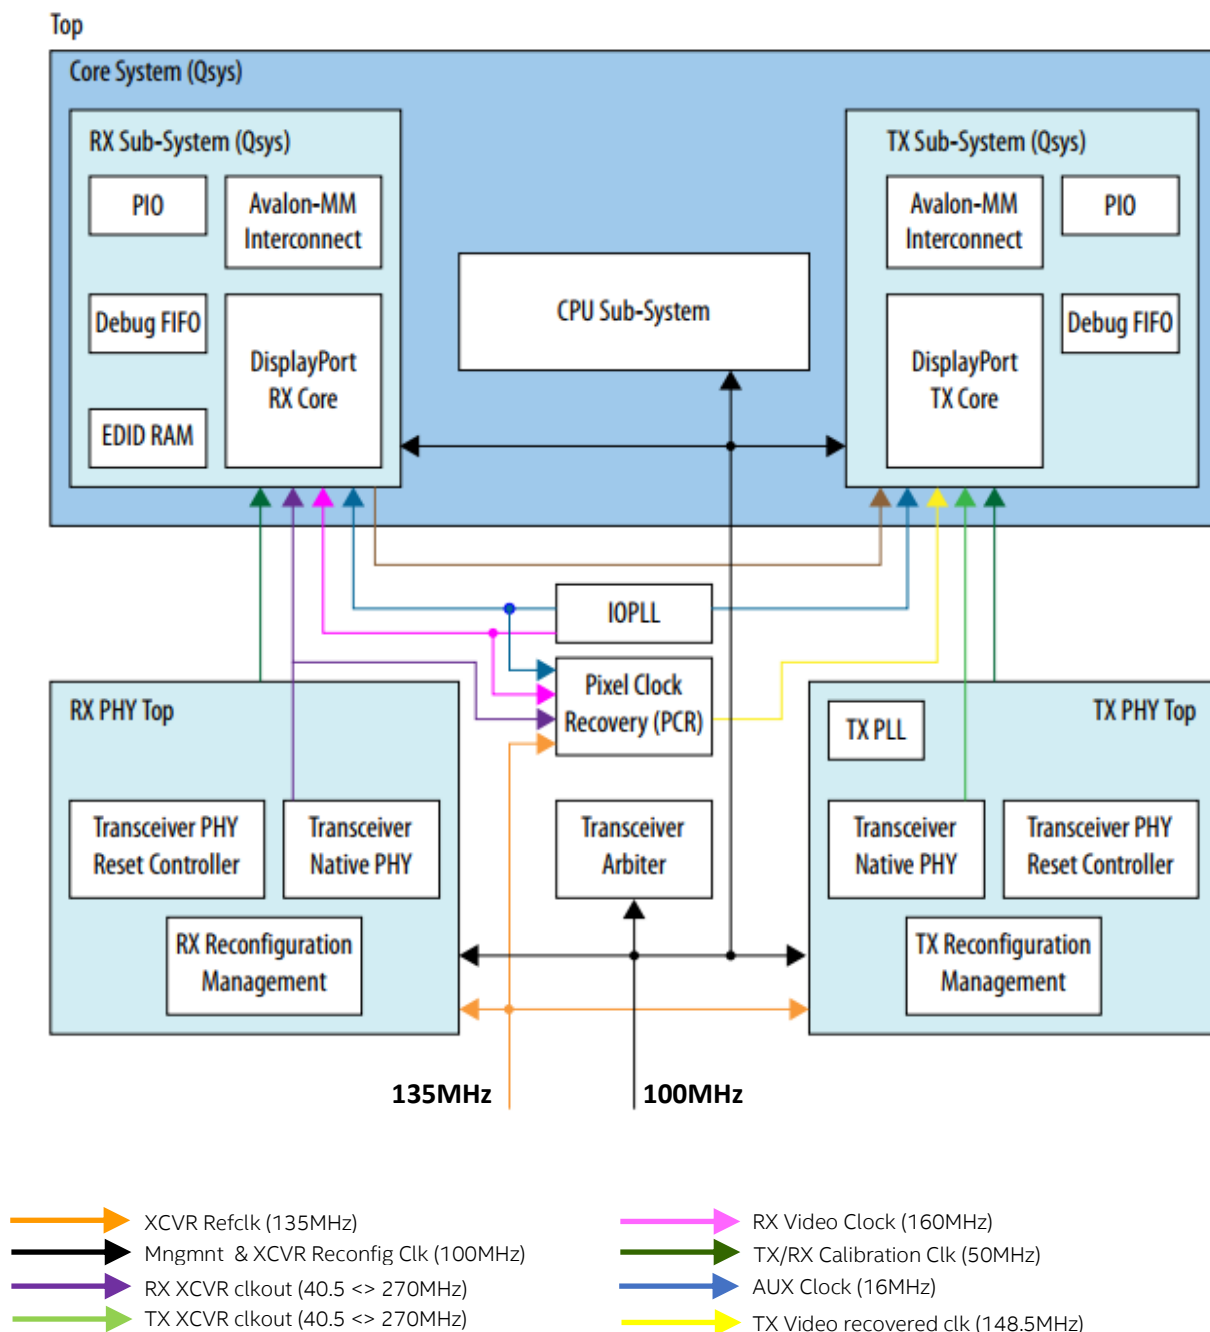 Top
Core System (Qsys)
RX Sub-System (Qsys)
PIO
Avalon-MM
Interconnect
Debug FIFO
DisplayPort
RX Core
EDID RAM
CPU Sub-System
TX Sub-System (Qsys)
Avalon-MM
Interconnect
PIO
DisplayPort
TX Core
Debug FIFO
IOPLL
Pixel Clock
Recovery (PCR)
RX PHY Top
Transceiver PHY
Reset Controller
Transceiver
Native PHY
RX Reconfiguration
Management
Transceiver
Arbiter
TX PHY Top
TX PLL
Transceiver
Native PHY
Transceiver PHY
Reset Controller
TX Reconfiguration
Management
135MHz
100MHz
XCVR Refclk (135MHz)
Mngmnt & XCVR Reconfig Clk (100MHz)
RX XCVR clkout (40.5 <> 270MHz)
TX XCVR clkout (40.5 <> 270MHz)
RX Video Clock (160MHz)
TX/RX Calibration Clk (50MHz)
AUX Clock (16MHz)
TX Video recovered clk (148.5MHz)